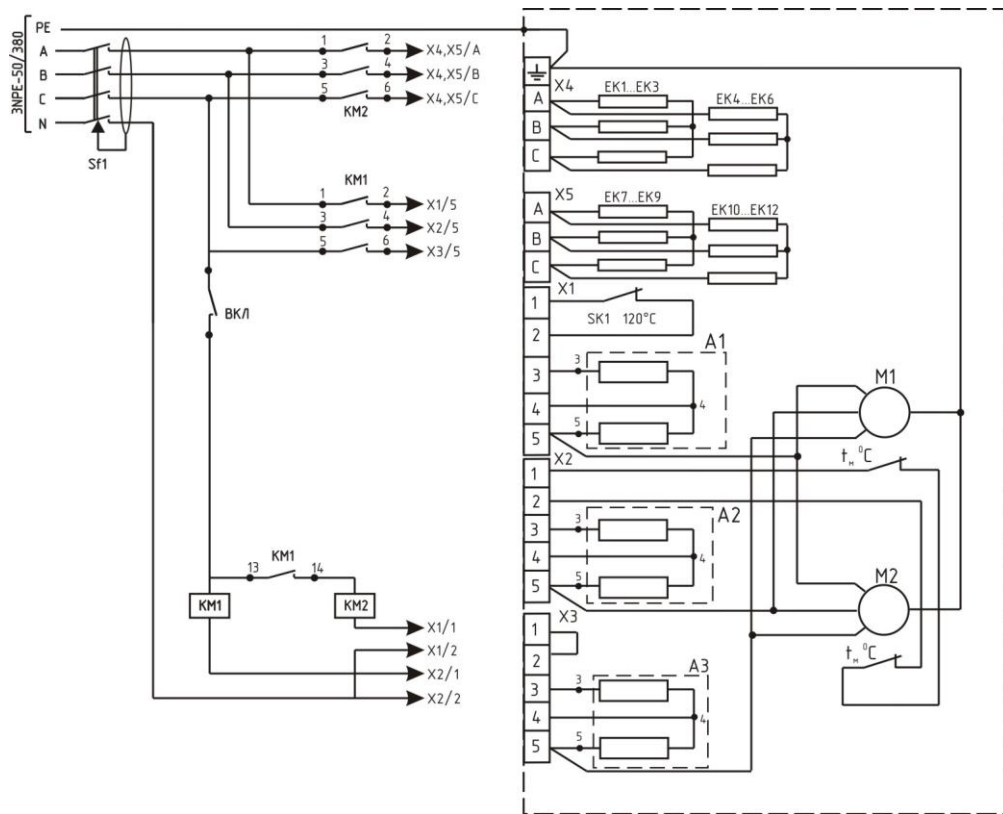 3NPE-50/380
PE
A
B
C
N
Sf1
1 2
X4,X5/A
3 4
X4,X5/B
5 6
X4,X5/C
KM2
KM1
1 2
X1/5
3 4
X2/5
5 6
X3/5
ВКЛ
KM1
13 14
KM1
KM2
X1/1
X1/2
X2/1
X2/2
X4
A
B
C
EK1...EK3
EK4...EK6
X5
A
B
C
EK7...EK9
EK10...EK12
X1
1
2
3
4
5
SK1 120°C
A1
3
4
5
M1
tм °C
X2
1
2
3
4
5
A2
3
4
5
M2
tм °C
X3
1
2
3
4
5
A3
3
4
5